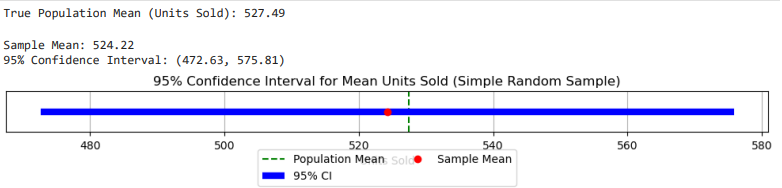 True Population Mean (Units Sold): 527.49
Sample Mean: 524.22
95% Confidence Interval: (472.63, 575.81)
95% Confidence Interval for Mean Units Sold (Simple Random Sample)
480 500 520 540 560 580
Population Mean Sample Mean
95% CI
Sold